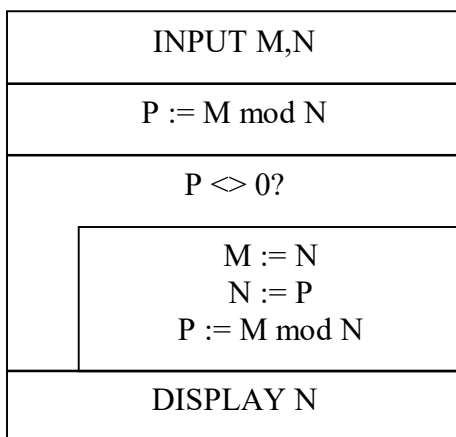 INPUT M,N
P := M mod N
P <> 0?
M := N
N := P
P := M mod N
DISPLAY N